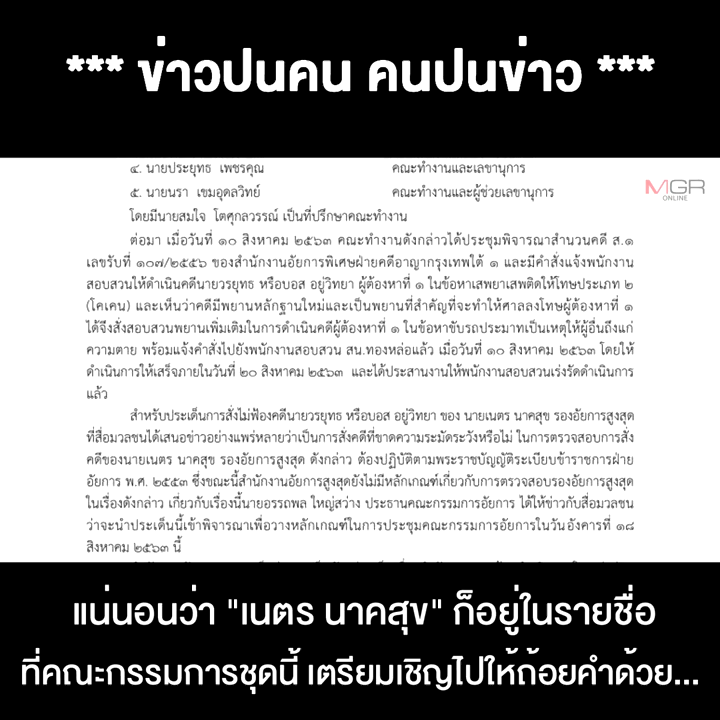 *** ข่าวปนคน คนปนข่าว ***
๔. นายประยุทธ เพชรคุณ คณะทำงานและเลขานุการ
๕. นายนรา เขมอุดลวิทย์ คณะทำงานและผู้ช่วยเลขานุการ
MGR
ONLINE
โดยมีนายสมใจ โตศุกลวรรณ์ เป็นที่ปรึกษาคณะทำงาน
ต่อมา เมื่อวันที่ ๑๐ สิงหาคม ๒๕๖๓ คณะทำงานดังกล่าวได้ประชุมพิจารณาสำนวนคดี ส.๑
เลขรับที่ ๑๐๗/๒๕๕๖ ของสำนักงานอัยการพิเศษฝ่ายคดีอาญากรุงเทพใต้ ๑ และมีคำสั่งแจ้งพนักงาน
สอบสวนให้ดำเนินคดีนายวรยุทธ หรือบอส อยู่วิทยา ผู้ต้องหาที่ ๑ ในข้อหาเสพยาเสพติดให้โทษประเภท ๒
(โคเคน) และเห็นว่าคดีมีพยานหลักฐานใหม่และเป็นพยานที่สำคัญที่จะทำให้ศาลลงโทษผู้ต้องหาที่ ๑
ได้จึงสั่งสอบสวนพยานเพิ่มเติมในการดำเนินคดีผู้ต้องหาที่ ๑ ในข้อหาขับรถประมาทเป็นเหตุให้ผู้อื่นถึงแก่
ความตาย พร้อมแจ้งคำสั่งไปยังพนักงานสอบสวน สน.ทองหล่อแล้ว เมื่อวันที่ ๑๐ สิงหาคม ๒๕๖๓ โดยให้
ดำเนินการให้เสร็จภายในวันที่ ๒๐ สิงหาคม ๒๕๖๓ และได้ประสานงานให้พนักงานสอบสวนเร่งรัดดำเนินการ
แล้ว
สำหรับประเด็นการสั่งไม่ฟ้องคดีนายวรยุทธ หรือบอส อยู่วิทยา ของ นายเนตร นาคสุข รองอัยการสูงสุด
ที่สื่อมวลชนได้เสนอข่าวอย่างแพร่หลายว่าเป็นการสั่งคดีที่ขาดความระมัดระวังหรือไม่ ในการตรวจสอบการสั่ง
คดีของนายเนตร นาคสุข รองอัยการสูงสุด ดังกล่าว ต้องปฏิบัติตามพระราชบัญญัติระเบียบข้าราชการฝ่าย
อัยการ พ.ศ. ๒๕๕๓ ซึ่งขณะนี้สำนักงานอัยการสูงสุดยังไม่มีหลักเกณฑ์เกี่ยวกับการตรวจสอบรองอัยการสูงสุด
ในเรื่องดังกล่าว เกี่ยวกับเรื่องนี้นายอรรถพล ใหญ่สว่าง ประธานคณะกรรมการอัยการ ได้ให้ข่าวกับสื่อมวลชน
ว่าจะนำประเด็นนี้เข้าพิจารณาเพื่อวางหลักเกณฑ์ในการประชุมคณะกรรมการอัยการในวันอังคารที่ ๑๘
สิงหาคม ๒๕๖๓ นี้
แน่นอนว่า "เนตร นาคสุข" ก็อยู่ในรายชื่อ
ที่คณะกรรมการชุดนี้ เตรียมเชิญไปให้ถ้อยคำด้วย...